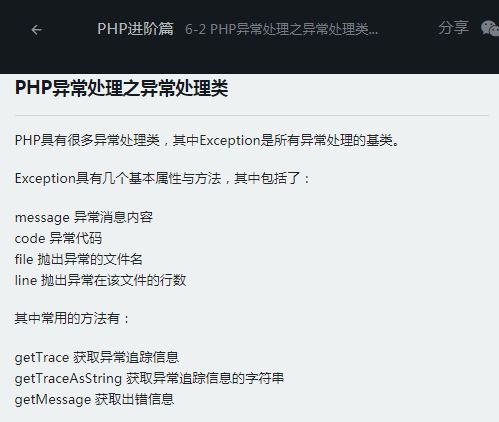 PHP进阶篇 6-2 PHP异常处理之异常处理类... 分享
PHP异常处理之异常处理类
PHP具有很多异常处理类，其中Exception是所有异常处理的基类。
Exception具有几个基本属性与方法，其中包括了：
message 异常消息内容
code 异常代码
file 抛出异常的文件名
line 抛出异常在该文件的行数
其中常用的方法有：
getTrace 获取异常追踪信息
getTraceAsString 获取异常追踪信息的字符串
getMessage 获取出错信息